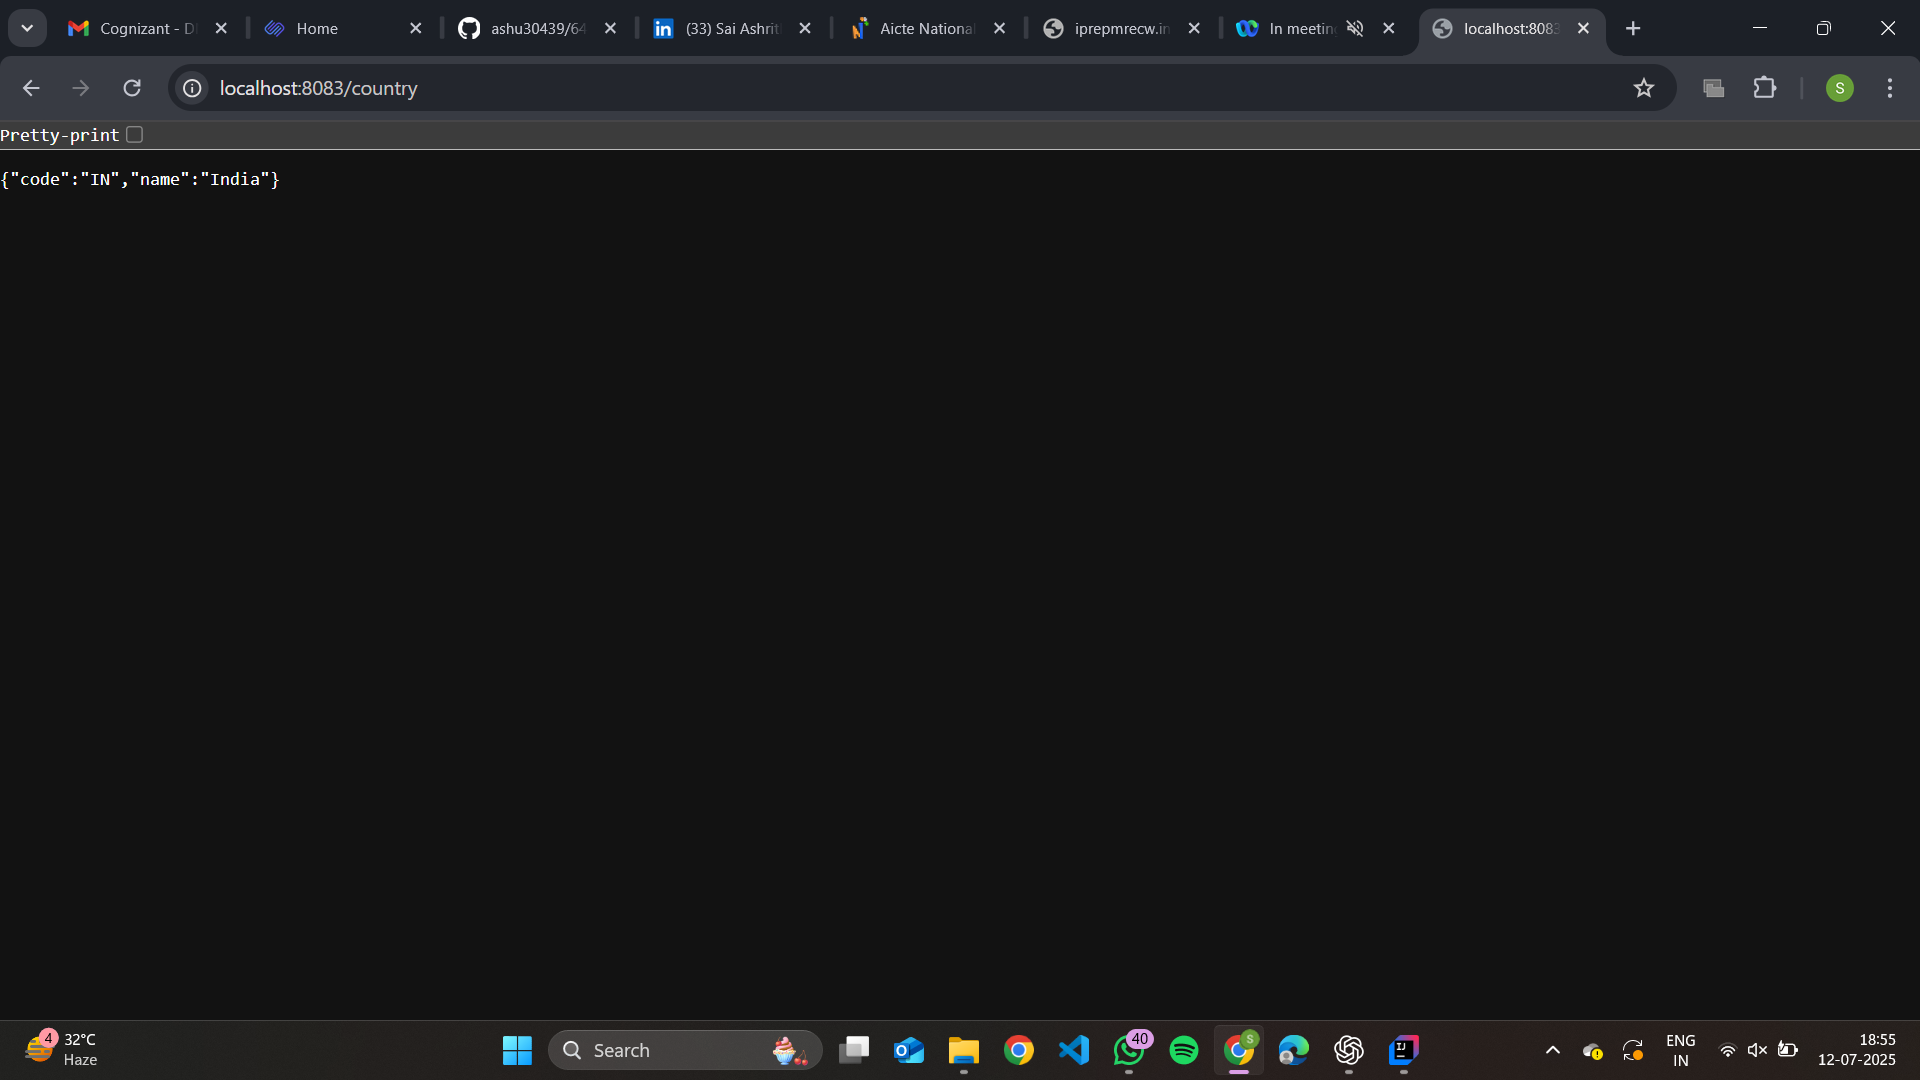 Cognizant - D
Home
ashu30439/64
(33) Sai Ashrit
Aicte National
iprepmrecw.in
In meeting
localhost:8083
localhost:8083/country
S
Pretty-print
{"code":"IN","name":"India"}
4
32°C
Haze
Search
40
S
ENG
IN
18:55
12-07-2025